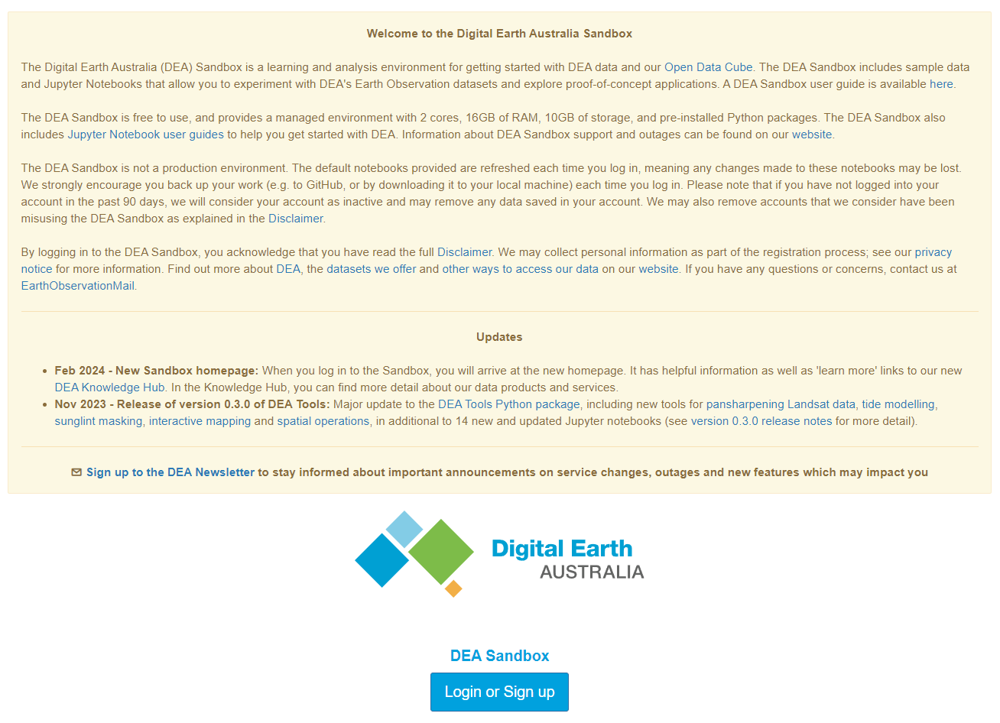 Welcome to the Digital Earth Australia Sandbox
The Digital Earth Australia (DEA) Sandbox is a learning and analysis environment for getting started with DEA data and our Open Data Cube. The DEA Sandbox includes sample data
and Jupyter Notebooks that allow you to experiment with DEA's Earth Observation datasets and explore proof-of-concept applications. A DEA Sandbox user guide is available here.
The DEA Sandbox is free to use, and provides a managed environment with 2 cores, 16GB of RAM, 10GB of storage, and pre-installed Python packages. The DEA Sandbox also
includes Jupyter Notebook user guides to help you get started with DEA. Information about DEA Sandbox support and outages can be found on our website.
The DEA Sandbox is not a production environment. The default notebooks provided are refreshed each time you log in, meaning any changes made to these notebooks may be lost.
We strongly encourage you back up your work (e.g. to GitHub, or by downloading it to your local machine) each time you log in. Please note that if you have not logged into your
account in the past 90 days, we will consider your account as inactive and may remove any data saved in your account. We may also remove accounts that we consider have been
misusing the DEA Sandbox as explained in the Disclaimer.
By logging in to the DEA Sandbox, you acknowledge that you have read the full Disclaimer. We may collect personal information as part of the registration process; see our privacy
notice for more information. Find out more about DEA, the datasets we offer and other ways to access our data on our website. If you have any questions or concerns, contact us at
EarthObservationMail.
Updates
• Feb 2024 - New Sandbox homepage: When you log in to the Sandbox, you will arrive at the new homepage. It has helpful information as well as 'learn more' links to our new
DEA Knowledge Hub. In the Knowledge Hub, you can find more detail about our data products and services.
• Nov 2023 - Release of version 0.3.0 of DEA Tools: Major update to the DEA Tools Python package, including new tools for pansharpening Landsat data, tide modelling,
sunglint masking, interactive mapping and spatial operations, in additional to 14 new and updated Jupyter notebooks (see version 0.3.0 release notes for more detail).
Sign up to the DEA Newsletter to stay informed about important announcements on service changes, outages and new features which may impact you
Digital Earth
AUSTRALIA
DEA Sandbox
Login or Sign up